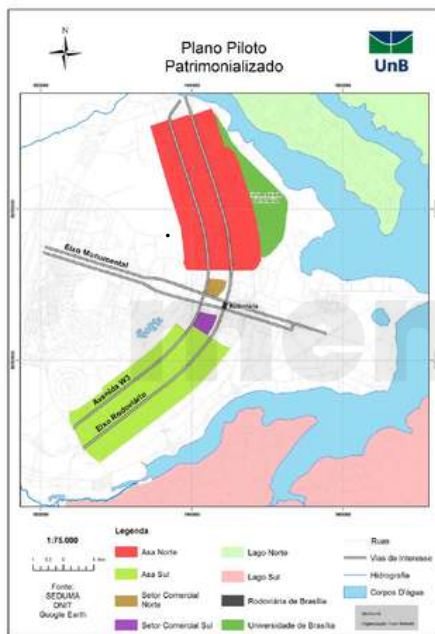 Plano Piloto
Patrimonializado
N
UnB
Eixo Monumental
Rodoviária
Avenida W3
Eixo Rodoviário
1:75.000
Fonte:
SEDUMA
DNIT
Google Earth
Legenda
Asa Norte
Asa Sul
Setor Comercial
Norte
Setor Comercial Sul
Lago Norte
Lago Sul
Rodoviária de Brasília
Universidade de Brasília
Ruas
Vias de Interesse
Hidrografia
Corpos D'água